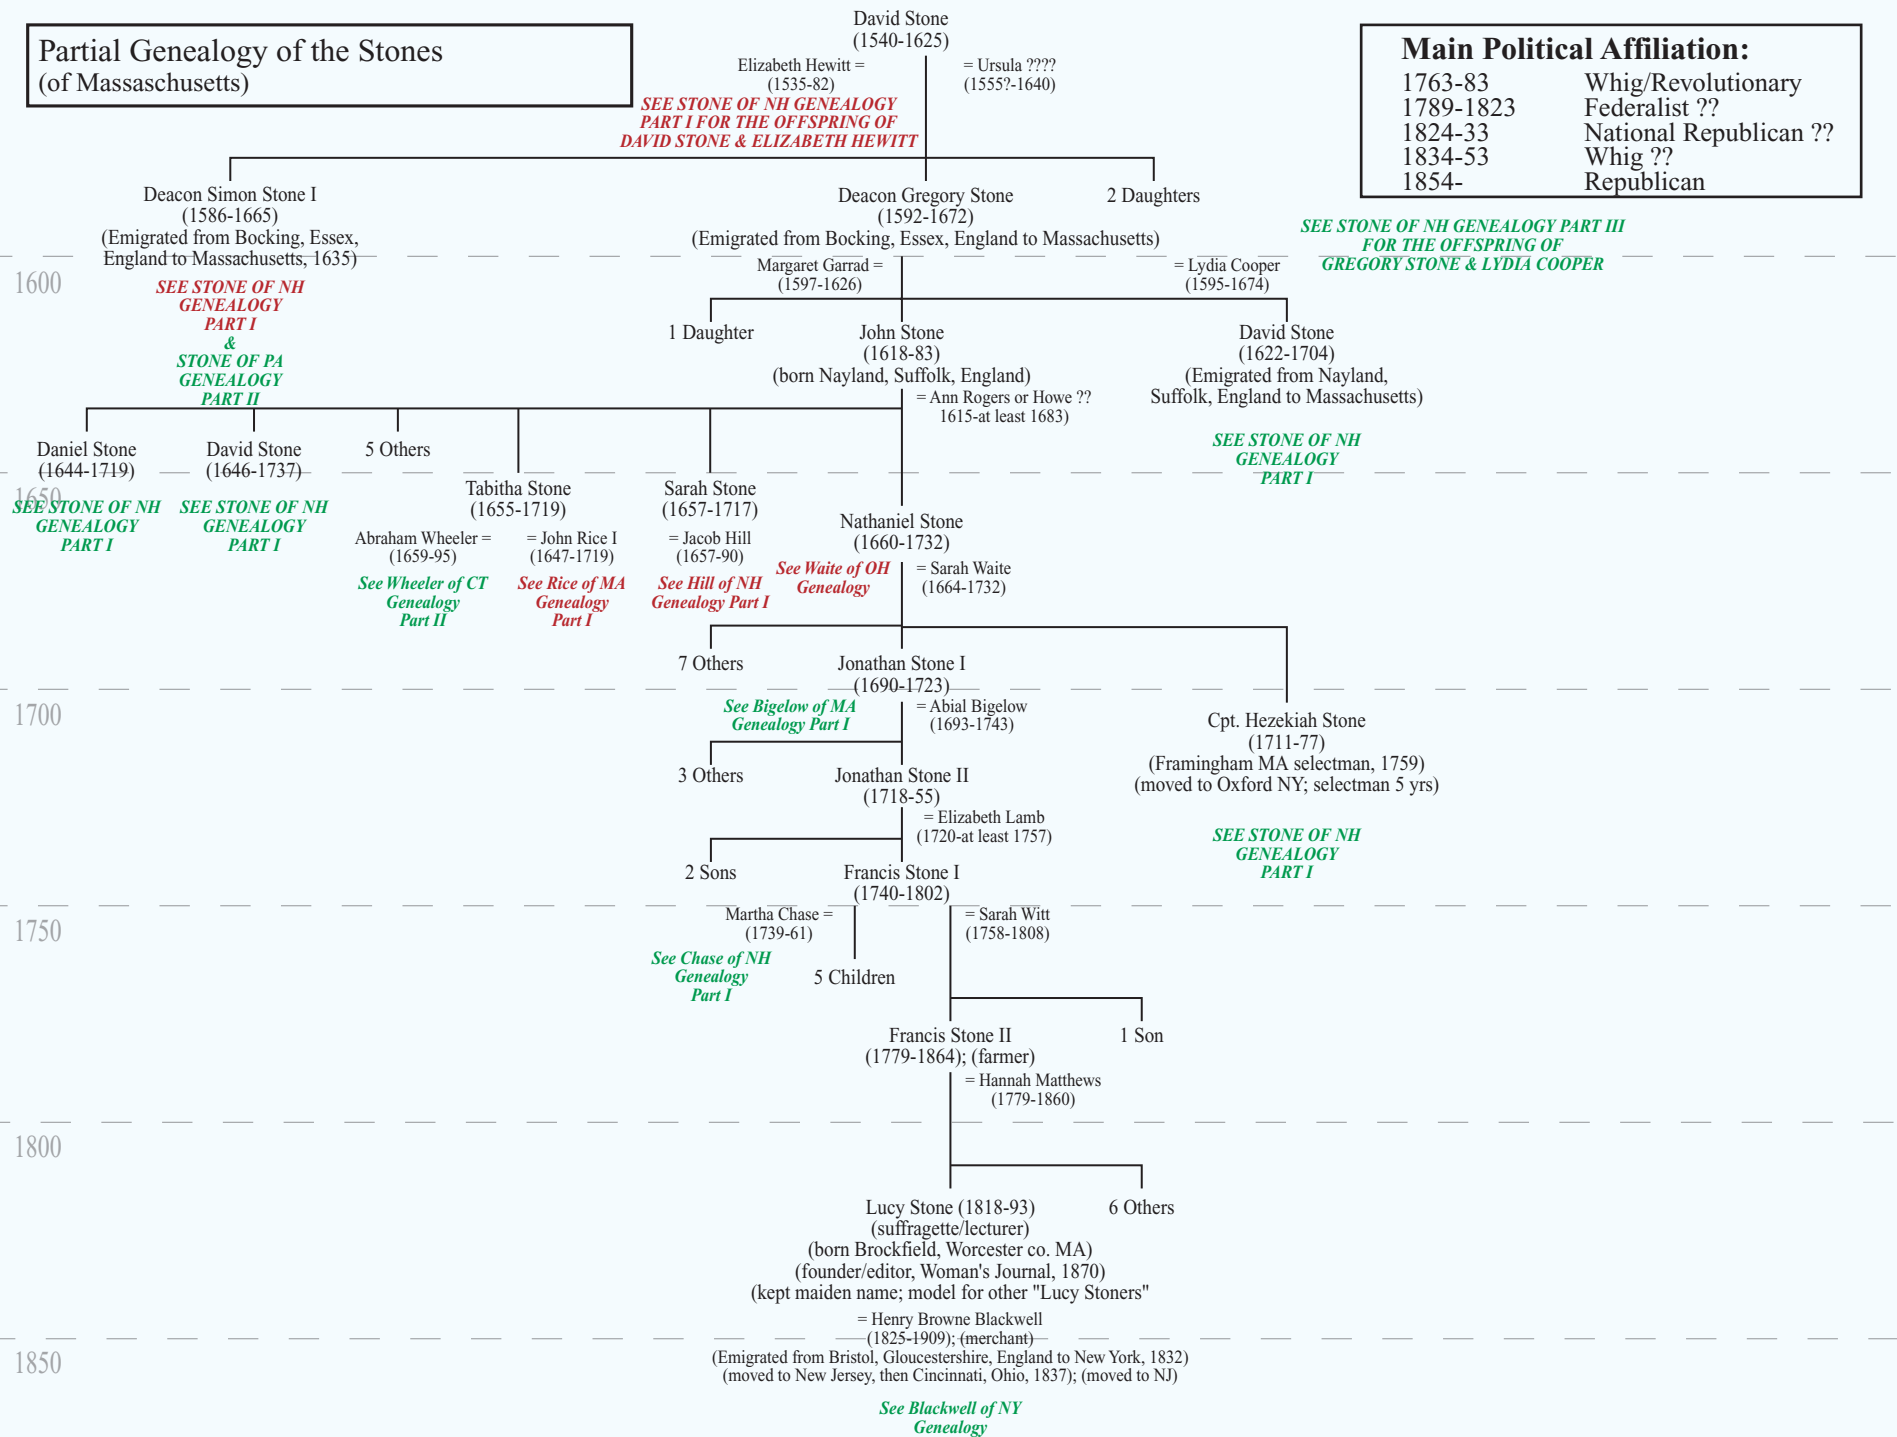 Partial Genealogy of the Stones
(of Massaschusetts)
David Stone
(1540-1625)
Elizabeth Hewitt =
(1535-82)
= Ursula ????
(1555?-1640)
SEE STONE OF NH GENEALOGY
PART I FOR THE OFFSPRING OF
DAVID STONE & ELIZABETH HEWITT
Main Political Affiliation:
1763-83 Whig/Revolutionary
1789-1823 Federalist ??
1824-33 National Republican ??
1834-53 Whig ??
1854- Republican
Deacon Simon Stone I
(1586-1665)
(Emigrated from Bocking, Essex,
England to Massachusetts, 1635)
SEE STONE OF NH
GENEALOGY
PART I
&
STONE OF PA
GENEALOGY
PART II
Deacon Gregory Stone
(1592-1672)
(Emigrated from Bocking, Essex, England to Massachusetts)
2 Daughters
SEE STONE OF NH GENEALOGY PART III
FOR THE OFFSPRING OF
GREGORY STONE & LYDIA COOPER
1600
Margaret Garrad =
(1597-1626)
= Lydia Cooper
(1595-1674)
1 Daughter
John Stone
(1618-83)
(born Nayland, Suffolk, England)
= Ann Rogers or Howe ??
1615-at least 1683)
David Stone
(1622-1704)
(Emigrated from Nayland,
Suffolk, England to Massachusetts)
SEE STONE OF NH
GENEALOGY
PART I
Daniel Stone
(1644-1719)
SEE STONE OF NH
GENEALOGY
PART I
David Stone
(1646-1737)
SEE STONE OF NH
GENEALOGY
PART I
5 Others
1650
Tabitha Stone
(1655-1719)
Abraham Wheeler =
(1659-95)
See Wheeler of CT
Genealogy
Part II
= John Rice I
(1647-1719)
See Rice of MA
Genealogy
Part I
Sarah Stone
(1657-1717)
= Jacob Hill
(1657-90)
See Hill of NH
Genealogy Part I
Nathaniel Stone
(1660-1732)
See Waite of OH
Genealogy
= Sarah Waite
(1664-1732)
7 Others
Jonathan Stone I
(1690-1723)
1700
See Bigelow of MA
Genealogy Part I
= Abial Bigelow
(1693-1743)
Cpt. Hezekiah Stone
(1711-77)
(Framingham MA selectman, 1759)
(moved to Oxford NY; selectman 5 yrs)
SEE STONE OF NH
GENEALOGY
PART I
3 Others
Jonathan Stone II
(1718-55)
= Elizabeth Lamb
(1720-at least 1757)
2 Sons
Francis Stone I
(1740-1802)
1750
Martha Chase =
(1739-61)
See Chase of NH
Genealogy
Part I
5 Children
= Sarah Witt
(1758-1808)
Francis Stone II
(1779-1864); (farmer)
1 Son
= Hannah Matthews
(1779-1860)
1800
Lucy Stone (1818-93)
(suffragette/lecturer)
(born Brockfield, Worcester co. MA)
(founder/editor, Woman's Journal, 1870)
(kept maiden name; model for other "Lucy Stoners"
6 Others
= Henry Browne Blackwell
(1825-1909); (merchant)
1850
(Emigrated from Bristol, Gloucestershire, England to New York, 1832)
(moved to New Jersey, then Cincinnati, Ohio, 1837); (moved to NJ)
See Blackwell of NY
Genealogy